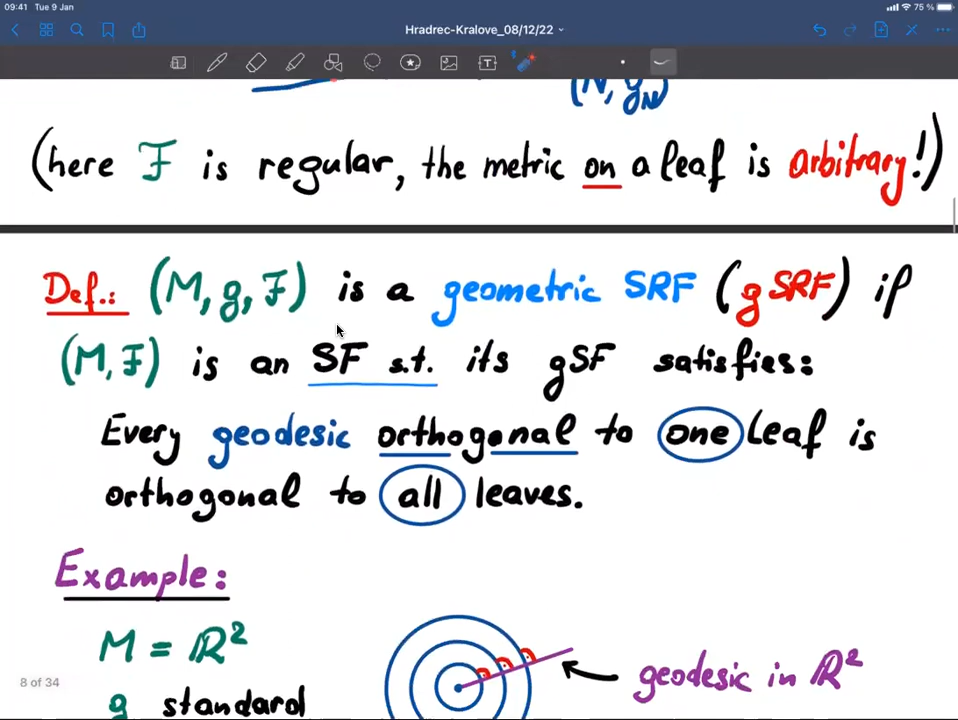 09:41 Tue 9 Jan
75 %
Hradrec-Kralove_08/12/22
(N, g_N)
(here F is regular, the metric on a leaf is arbitrary!)
Def.: (M, g, F) is a geometric SRF (gSRF) if
(M, F) is an SF s.t. its gSF satisfies:
Every geodesic orthogonal to one leaf is
orthogonal to all leaves.
Example:
M = ℝ²
geodesic in ℝ²
8 of 34
g standard